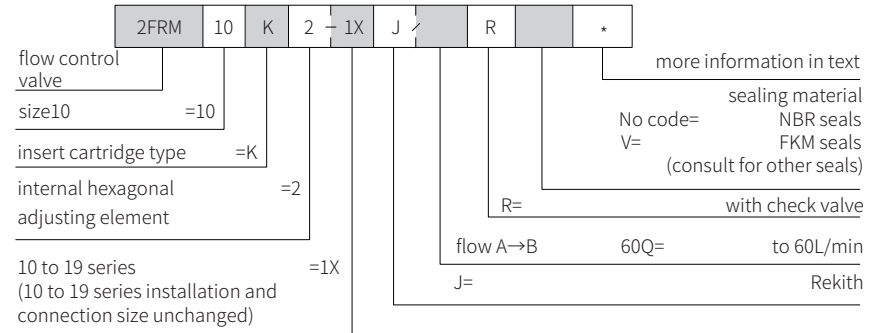 2FRM 10 K 2 - 1X J / R *
flow control
valve
size10 =10
insert cartridge type =K
internal hexagonal =2
adjusting element
10 to 19 series =1X
(10 to 19 series installation and
connection size unchanged)
more information in text
sealing material
No code= NBR seals
V= FKM seals
(consult for other seals)
R= with check valve
flow A→B 60Q= to 60L/min
J= Rekith